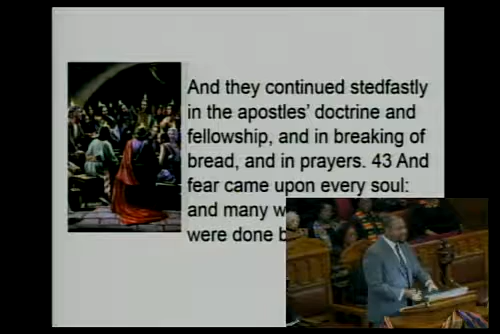 And they continued stedfastly
in the apostles' doctrine and
fellowship, and in breaking of
bread, and in prayers. 43 And
fear came upon every soul:
and many w
were done b